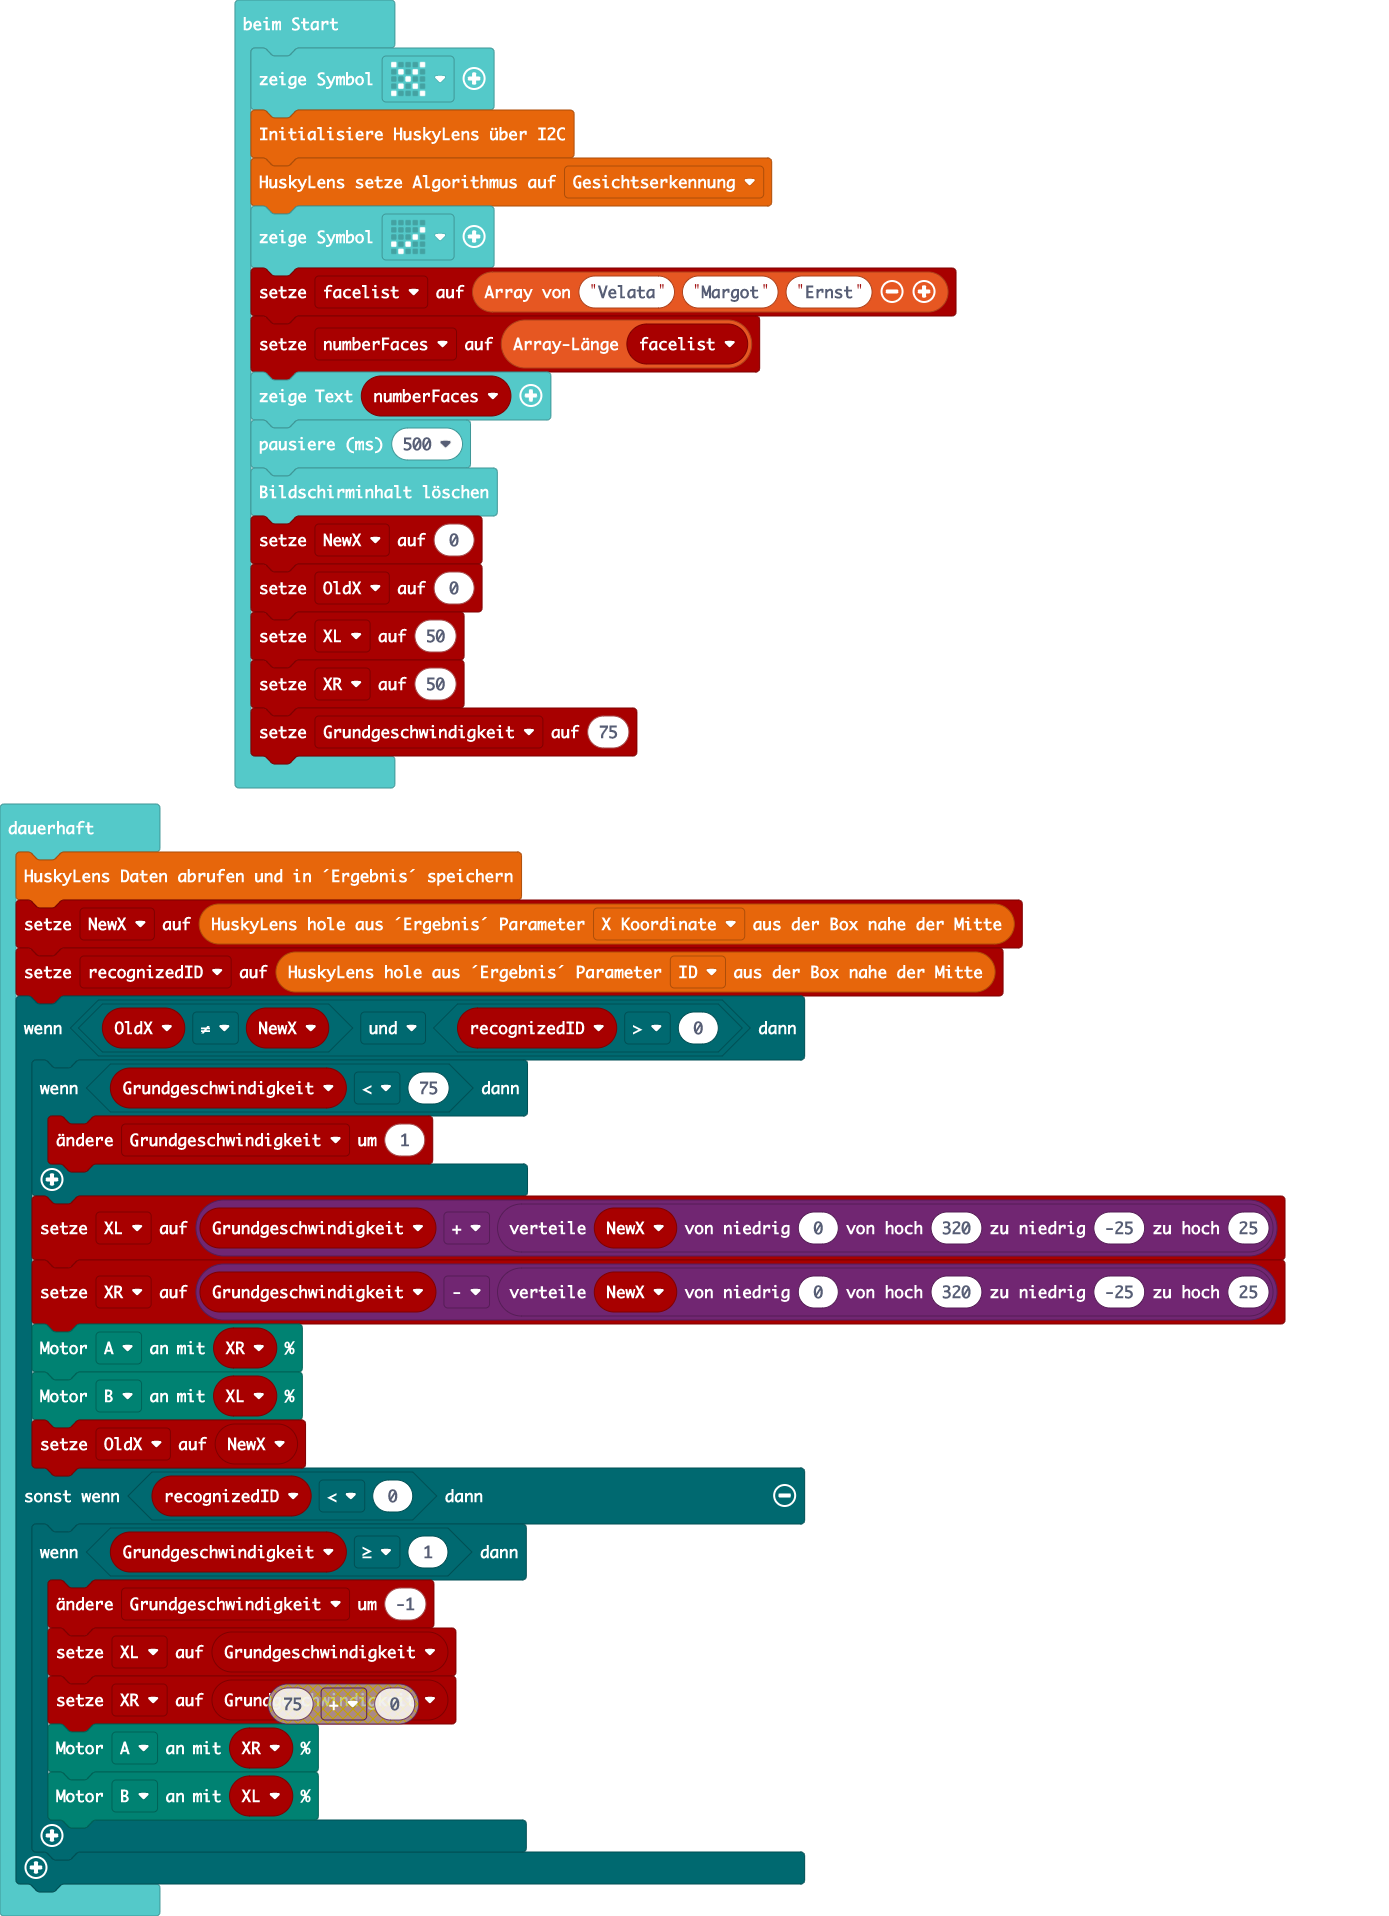 beim Start
zeige Symbol
Initialisiere HuskyLens über I2C
HuskyLens setze Algorithmus auf Gesichtserkennung
zeige Symbol
setze facelist auf Array von "Velata" "Margot" "Ernst"
setze numberFaces auf Array-Länge facelist
zeige Text numberFaces
pausiere (ms) 500
Bildschirminhalt löschen
setze NewX auf 0
setze OldX auf 0
setze XL auf 50
setze XR auf 50
setze Grundgeschwindigkeit auf 75
dauerhaft
HuskyLens Daten abrufen und in ´Ergebnis´ speichern
setze NewX auf HuskyLens hole aus ´Ergebnis´ Parameter X Koordinate aus der Box nahe der Mitte
setze recognizedID auf HuskyLens hole aus ´Ergebnis´ Parameter ID aus der Box nahe der Mitte
wenn OldX ≠ NewX und recognizedID > 0 dann
wenn Grundgeschwindigkeit < 75 dann
ändere Grundgeschwindigkeit um 1
setze XL auf Grundgeschwindigkeit + verteile NewX von niedrig 0 von hoch 320 zu niedrig -25 zu hoch 25
setze XR auf Grundgeschwindigkeit - verteile NewX von niedrig 0 von hoch 320 zu niedrig -25 zu hoch 25
Motor A an mit XR %
Motor B an mit XL %
setze OldX auf NewX
sonst wenn recognizedID < 0 dann
wenn Grundgeschwindigkeit ≥ 1 dann
ändere Grundgeschwindigkeit um -1
setze XL auf Grundgeschwindigkeit
setze XR auf 75 + 0
Motor A an mit XR %
Motor B an mit XL %